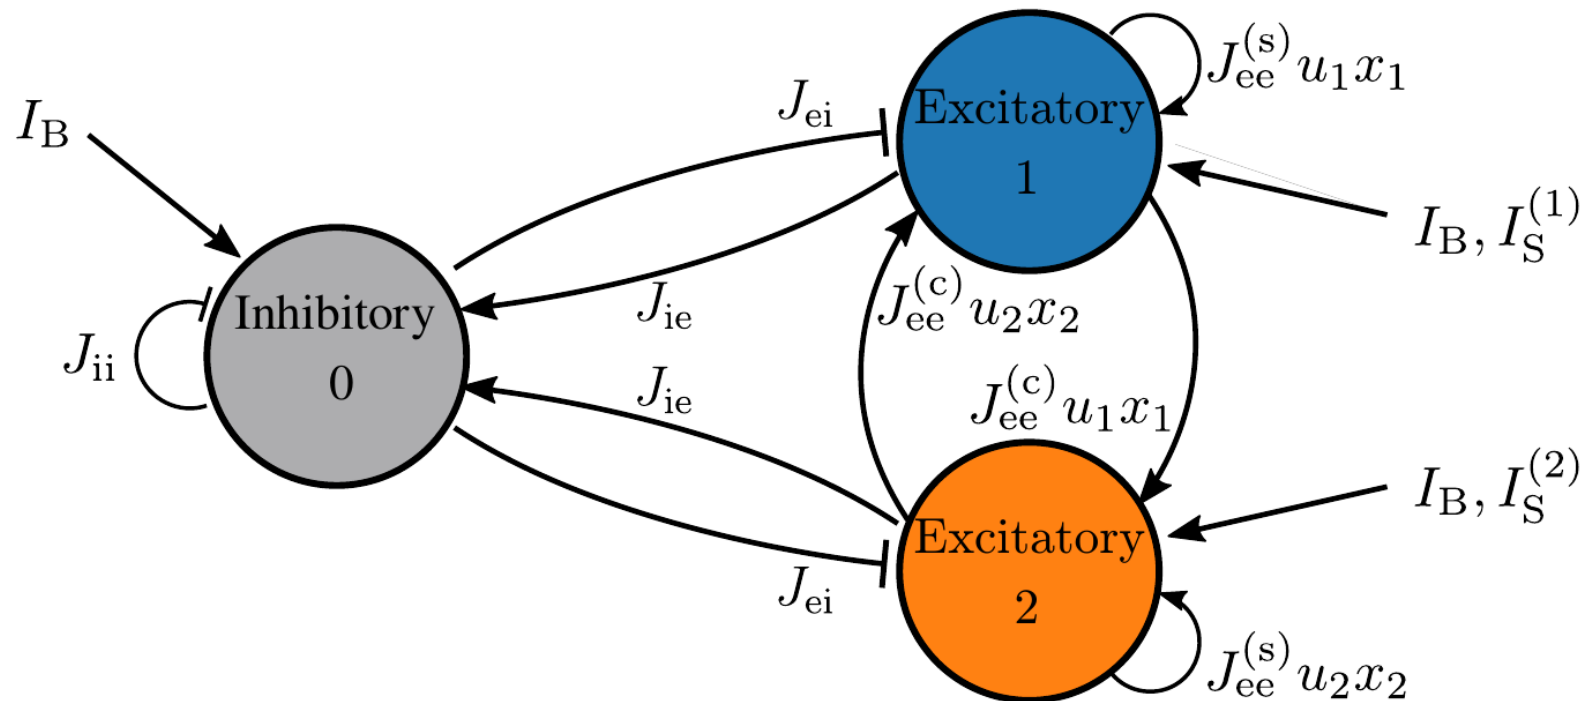 I_B
J_ii
Inhibitory
0
J_ei
J_ie
J_ie
J_ei
Excitatory
1
J_ee^(s) u_1 x_1
I_B, I_S^(1)
J_ee^(c) u_2 x_2
J_ee^(c) u_1 x_1
Excitatory
2
I_B, I_S^(2)
J_ee^(s) u_2 x_2